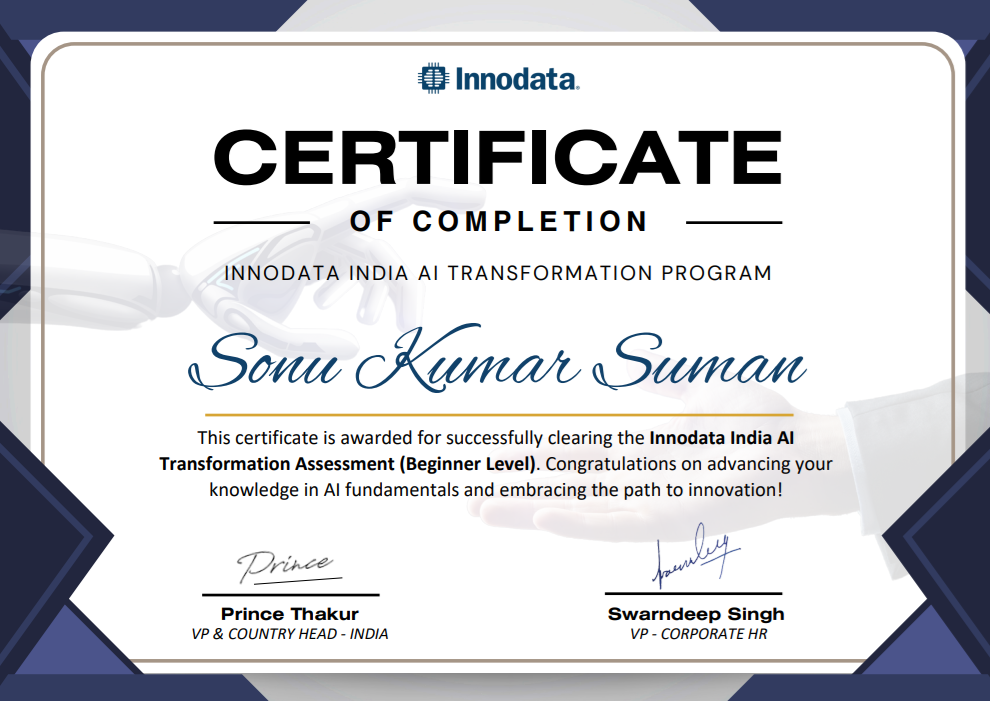 Innodata
CERTIFICATE
OF COMPLETION
INNODATA INDIA AI TRANSFORMATION PROGRAM
Sonu Kumar Suman
This certificate is awarded for successfully clearing the Innodata India AI
Transformation Assessment (Beginner Level). Congratulations on advancing your
knowledge in AI fundamentals and embracing the path to innovation!
Prince
Prince Thakur
Swarndeep Singh
VP & COUNTRY HEAD - INDIA
VP - CORPORATE HR